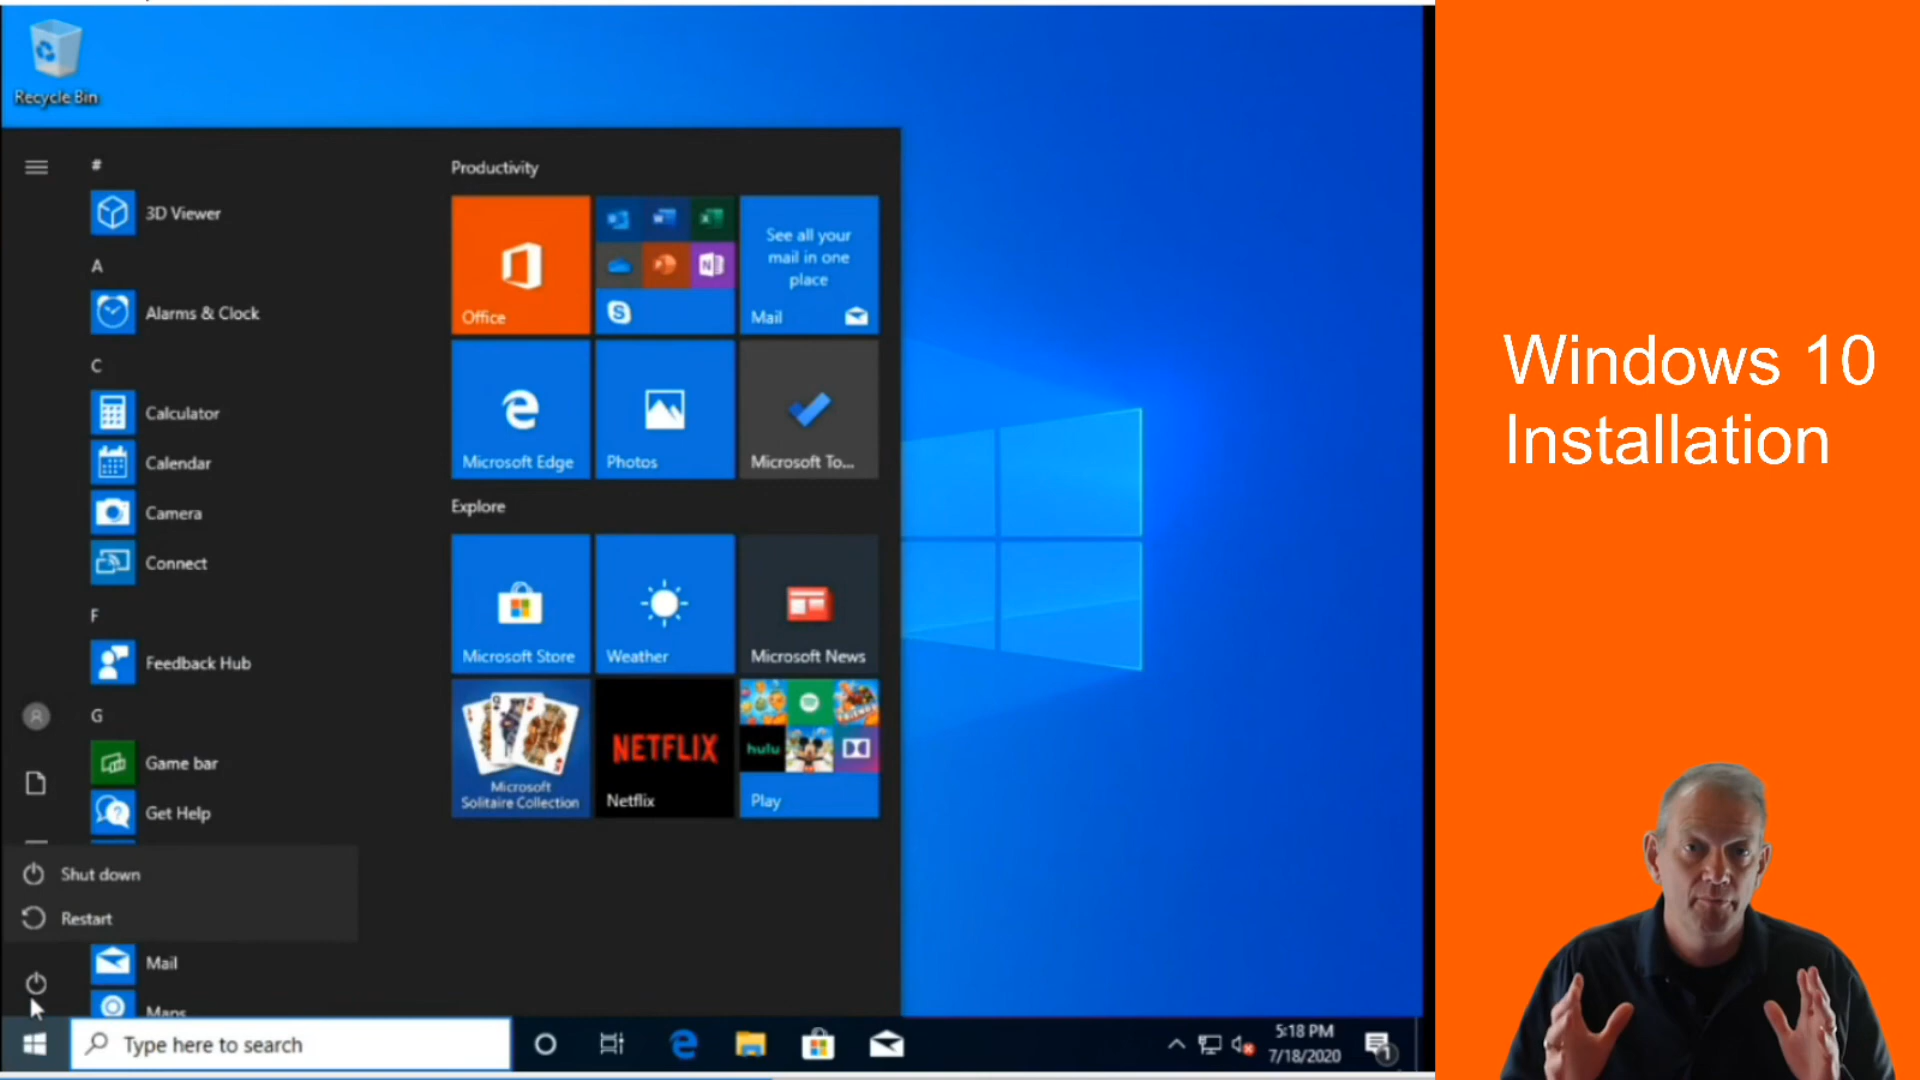 Recycle Bin
#
3D Viewer
A
Alarms & Clock
C
Calculator
Calendar
Camera
Connect
F
Feedback Hub
G
Game bar
Get Help
Shut down
Restart
Mail
Maps
Productivity
Office
See all your
mail in one
place
Mail
Microsoft Edge
Photos
Microsoft To...
Explore
Microsoft Store
Weather
Microsoft News
Microsoft
Solitaire Collection
NETFLIX
Netflix
hulu
Play
Type here to search
5:18 PM
7/18/2020
1
Windows 10
Installation